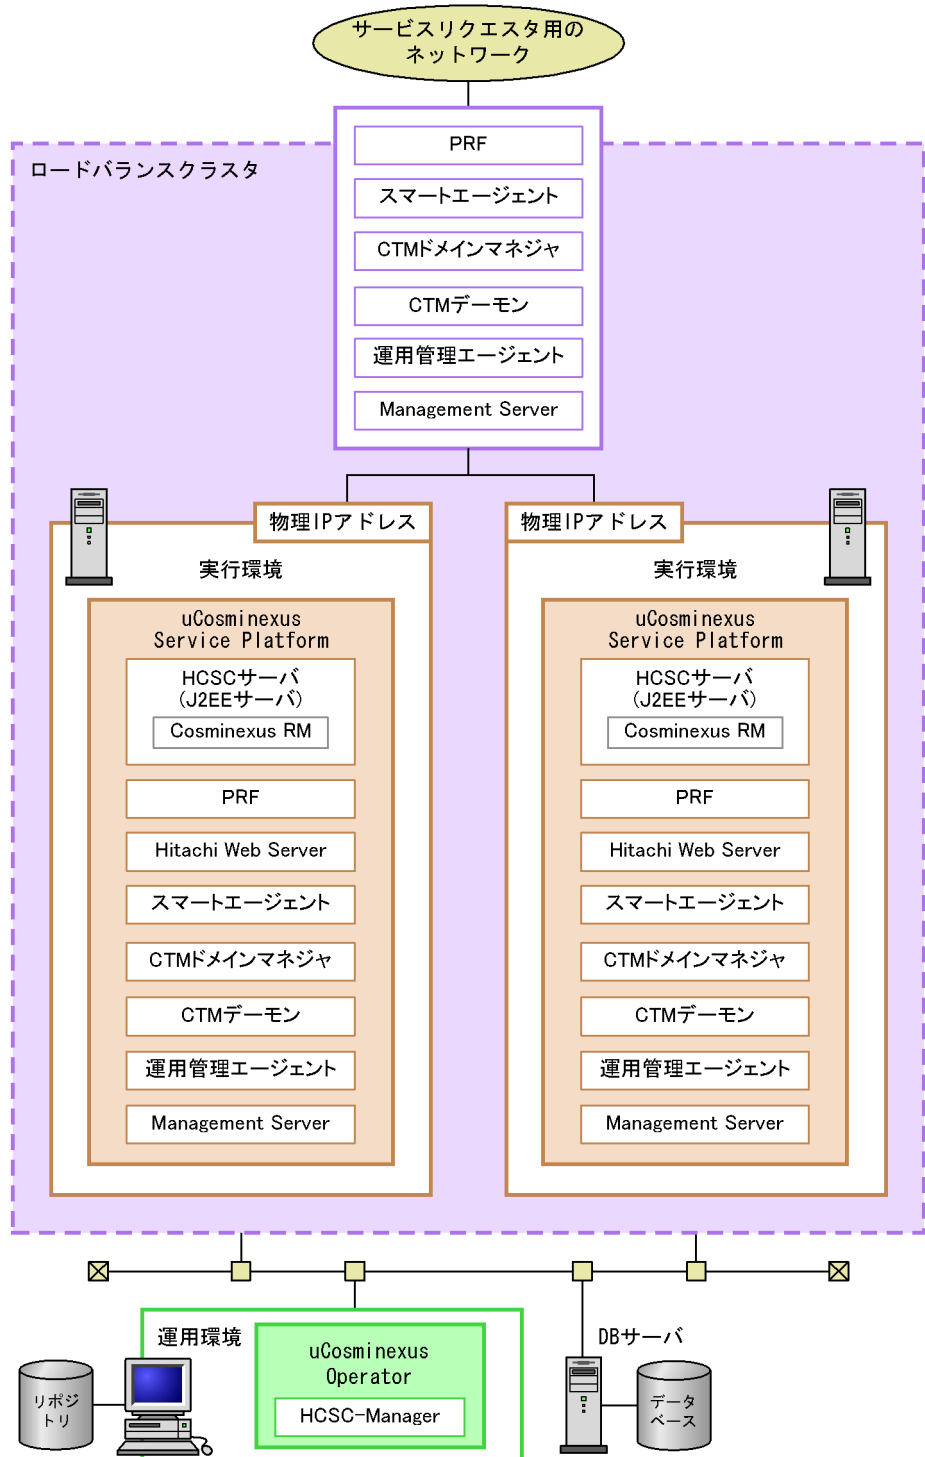 サービスリクエスタ用の
ネットワーク
ロードバランスクラスタ
PRF
スマートエージェント
CTMドメインマネジャ
CTMデーモン
運用管理エージェント
Management Server
物理IPアドレス
実行環境
uCosminexus
Service Platform
HCSCサーバ
(J2EEサーバ)
Cosminexus RM
PRF
Hitachi Web Server
スマートエージェント
CTMドメインマネジャ
CTMデーモン
運用管理エージェント
Management Server
物理IPアドレス
実行環境
uCosminexus
Service Platform
HCSCサーバ
(J2EEサーバ)
Cosminexus RM
PRF
Hitachi Web Server
スマートエージェント
CTMドメインマネジャ
CTMデーモン
運用管理エージェント
Management Server
運用環境
リポジ
トリ
uCosminexus
Operator
HCSC-Manager
DBサーバ
データ
ベース